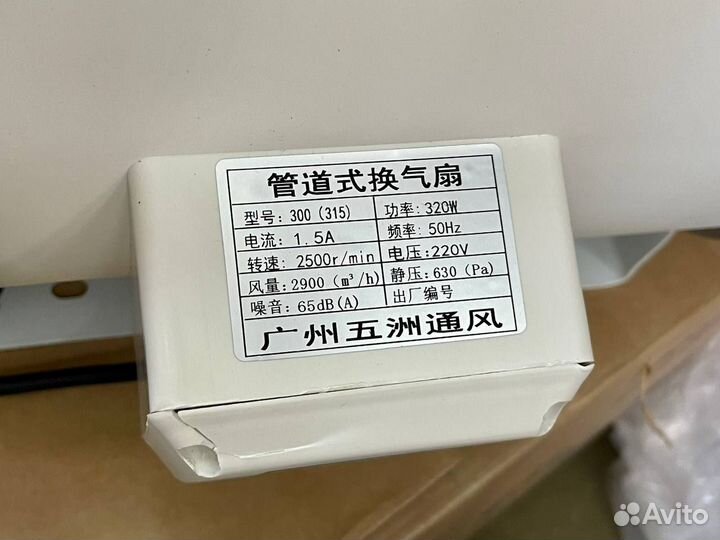 管道式换气扇
型号: 300 (315) 功率: 320W
电流: 1.5A 频率: 50Hz
转速: 2500r/min 电压: 220V
风量: 2900 (m³/h) 静压: 630 (Pa)
噪音: 65dB(A) 出厂编号
广州五洲通风
Avito